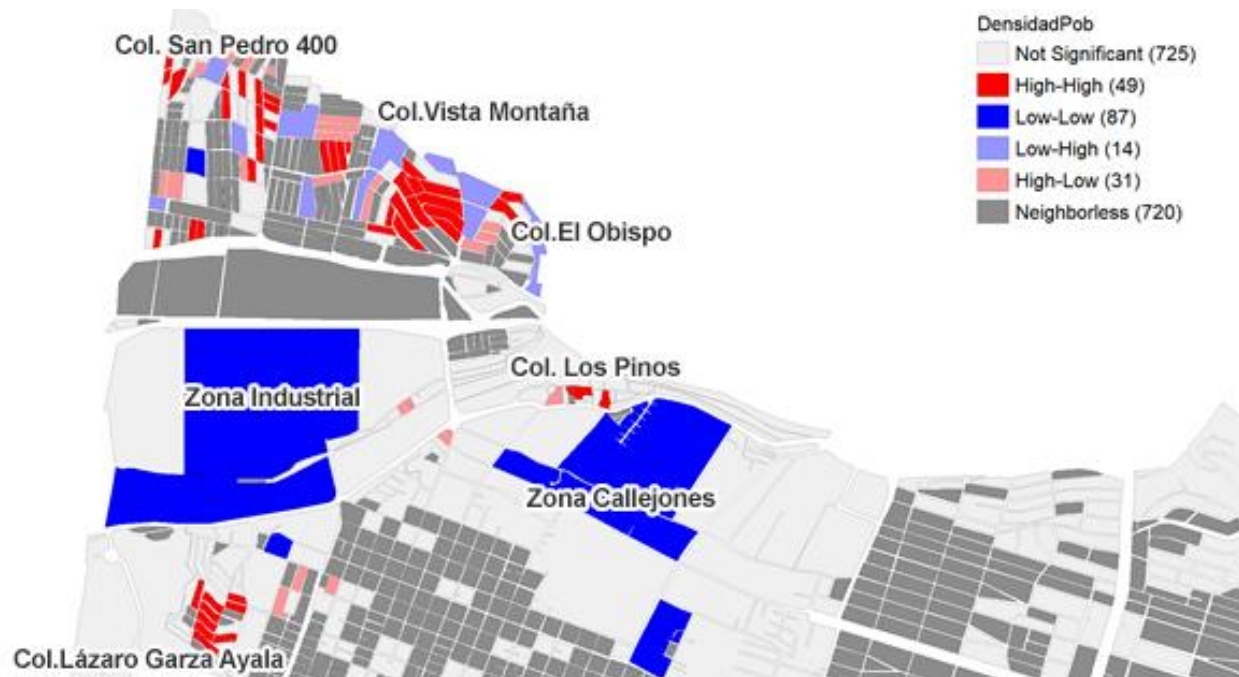 DensidadPob
Not Significant (725)
High-High (49)
Low-Low (87)
Low-High (14)
High-Low (31)
Neighborless (720)
Col. San Pedro 400
Col.Vista Montaña
Col.El Obispo
Col. Los Pinos
Zona Industrial
Zona Callejones
Col.Lázaro Garza Ayala